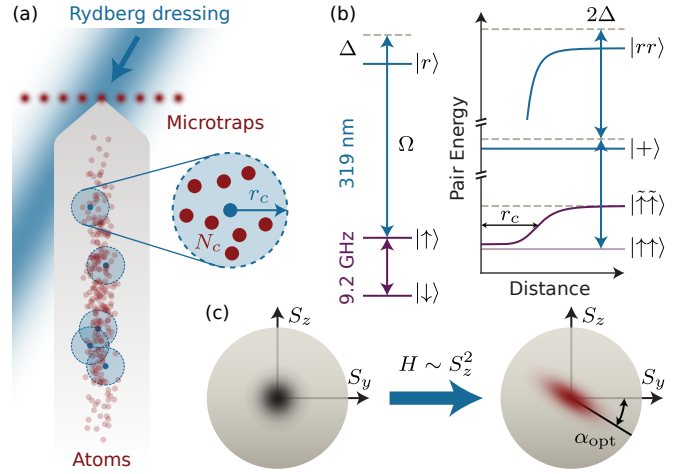 (a)
Rydberg dressing
Microtraps
r_c
N_c
Atoms
(b)
Δ
|r⟩
319 nm
Ω
9.2 GHz
|↑⟩
|↓⟩
Pair Energy
2Δ
|rr⟩
|+⟩
r_c
|↑̃↑̃⟩
|↑↑⟩
Distance
(c)
S_z
S_y
H ∼ S_z^2
S_z
S_y
α_opt